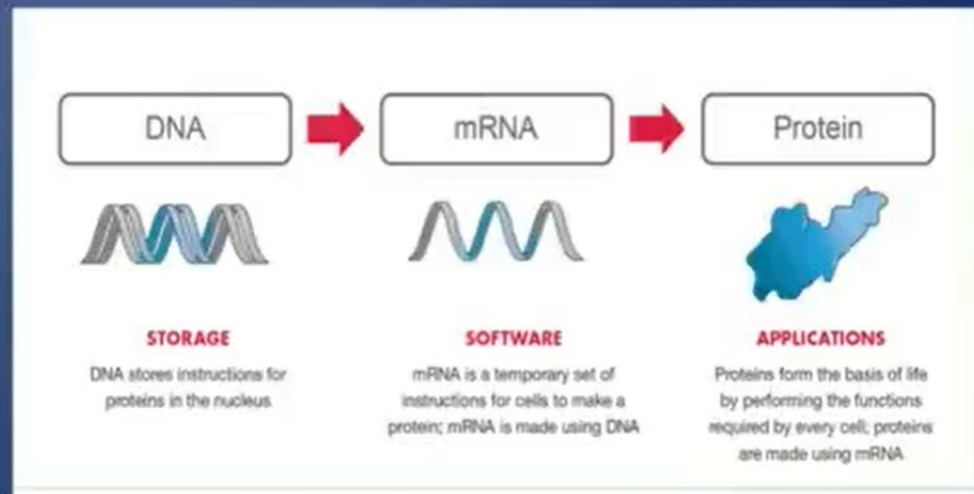 DNA
mRNA
Protein
STORAGE
DNA stores instructions for
proteins in the nucleus
SOFTWARE
mRNA is a temporary set of
instructions for cells to make a
protein; mRNA is made using DNA
APPLICATIONS
Proteins form the basis of life
by performing the functions
required by every cell; proteins
are made using mRNA